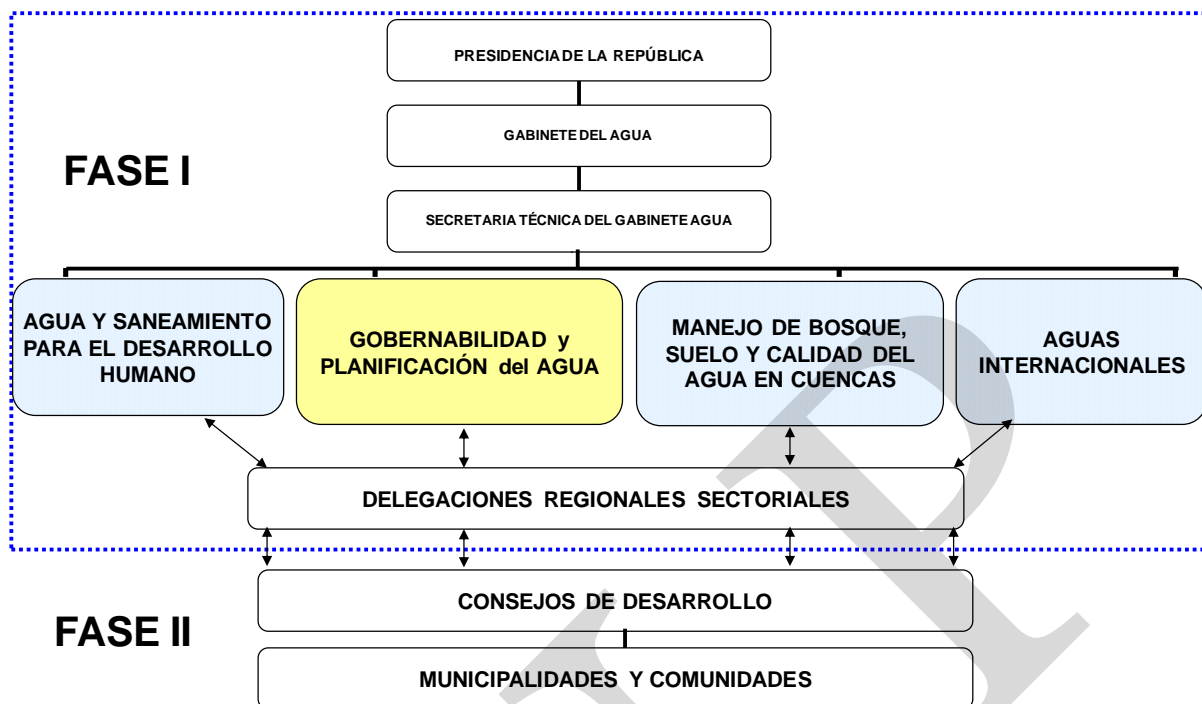 PRESIDENCIA DE LA REPÚBLICA
GABINETE DEL AGUA
FASE I
SECRETARIA TÉCNICA DEL GABINETE AGUA
AGUA Y SANEAMIENTO
PARA EL DESARROLLO
HUMANO
GOBERNABILIDAD y
PLANIFICACIÓN del AGUA
MANEJO DE BOSQUE,
SUELO Y CALIDAD DEL
AGUA EN CUENCAS
AGUAS
INTERNACIONALES
DELEGACIONES REGIONALES SECTORIALES
CONSEJOS DE DESARROLLO
FASE II
MUNICIPALIDADES Y COMUNIDADES